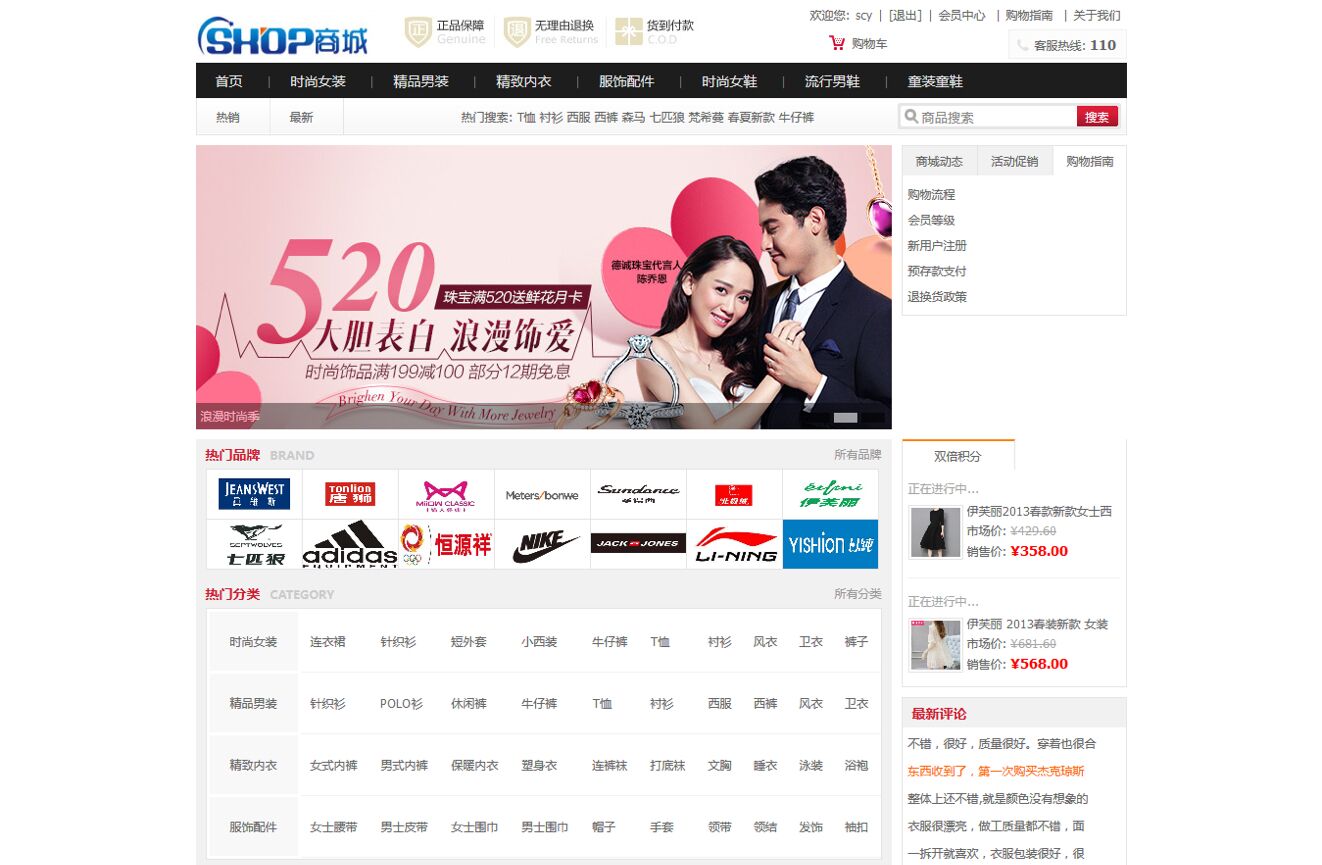 SHOP商城
正品保障
Genuine
无理由退换
Free Returns
货到付款
C.O.D
欢迎您: scy | [退出] | 会员中心 | 购物指南 | 关于我们
购物车
客服热线: 110
首页 | 时尚女装 | 精品男装 | 精致内衣 | 服饰配件 | 时尚女鞋 | 流行男鞋 | 童装童鞋
热销 最新
热门搜索: T恤 衬衫 西服 西裤 森马 七匹狼 梵希蔓 春夏新款 牛仔裤
商品搜索 搜索
德诚珠宝代言人
陈乔恩
520
珠宝满520送鲜花月卡
大胆表白 浪漫饰爱
时尚饰品满199减100 部分12期免息
Brighen Your Day With More Jewelry
浪漫时尚季
商城动态 活动促销 购物指南
购物流程
会员等级
新用户注册
预存款支付
退换货政策
热门品牌 BRAND 所有品牌
JEANSWEST
真维斯
Tonlion
唐狮
MIIOW CLASSIC
Meters/bonwe
Sundance
伊芙丽
SEPTWOLVES
七匹狼
adidas
EQUIPMENT
恒源祥
NIKE
JACK JONES
LI-NING
YISHION 以纯
热门分类 CATEGORY 所有分类
时尚女装 连衣裙 针织衫 短外套 小西装 牛仔裤 T恤 衬衫 风衣 卫衣 裤子
精品男装 针织衫 POLO衫 休闲裤 牛仔裤 T恤 衬衫 西服 西裤 风衣 卫衣
精致内衣 女式内裤 男式内裤 保暖内衣 塑身衣 连裤袜 打底袜 文胸 睡衣 泳装 浴袍
服饰配件 女士腰带 男士皮带 女士围巾 男士围巾 帽子 手套 领带 领结 发饰 袖扣
双倍积分
正在进行中...
伊芙丽2013春款新款女士西
市场价: ¥429.60
销售价: ¥358.00
正在进行中...
伊芙丽 2013春装新款 女装
市场价: ¥681.60
销售价: ¥568.00
最新评论
不错，很好，质量很好。穿着也很合
东西收到了，第一次购买杰克琼斯
整体上还不错,就是颜色没有想象的
衣服很漂亮，做工质量都不错，面
一拆开就喜欢，衣服包装很好，很